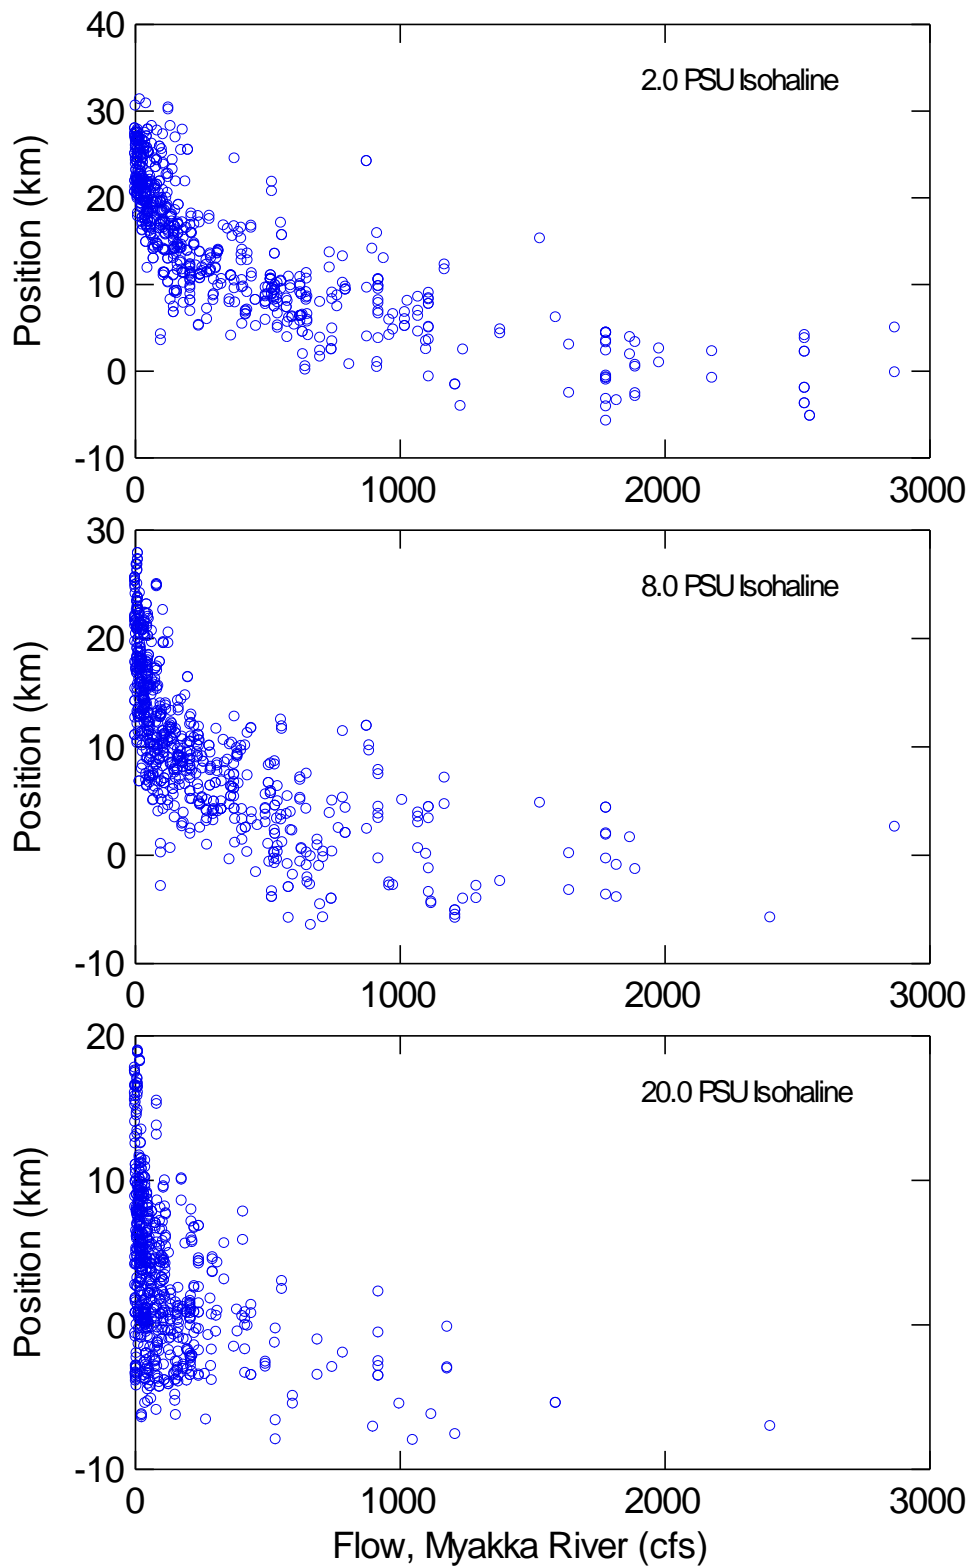 40
2.0 PSU Isohaline
30
20
10
0
-10
Position (km)
0 1000 2000 3000
30
8.0 PSU Isohaline
20
10
0
-10
Position (km)
0 1000 2000 3000
20
20.0 PSU Isohaline
10
0
-10
Position (km)
0 1000 2000 3000
Flow, Myakka River (cfs)